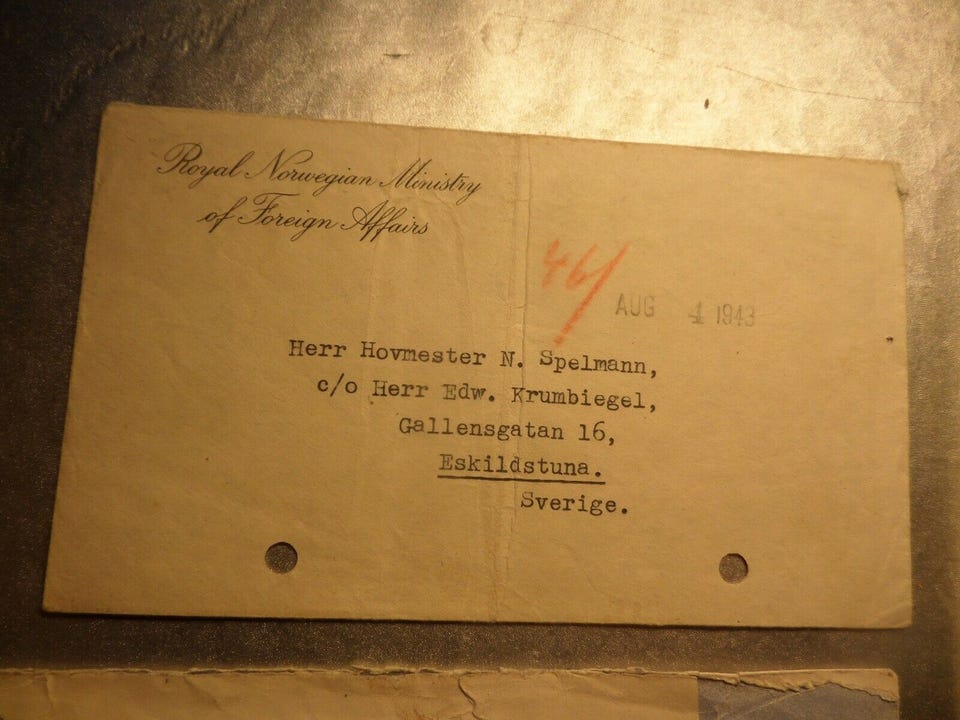 Royal Norwegian Ministry
of Foreign Affairs
46/
AUG 4 1943
Herr Hovmester N. Spelmann,
c/o Herr Edw. Krumbiegel,
Gallensgatan 16,
Eskildstuna.
Sverige.